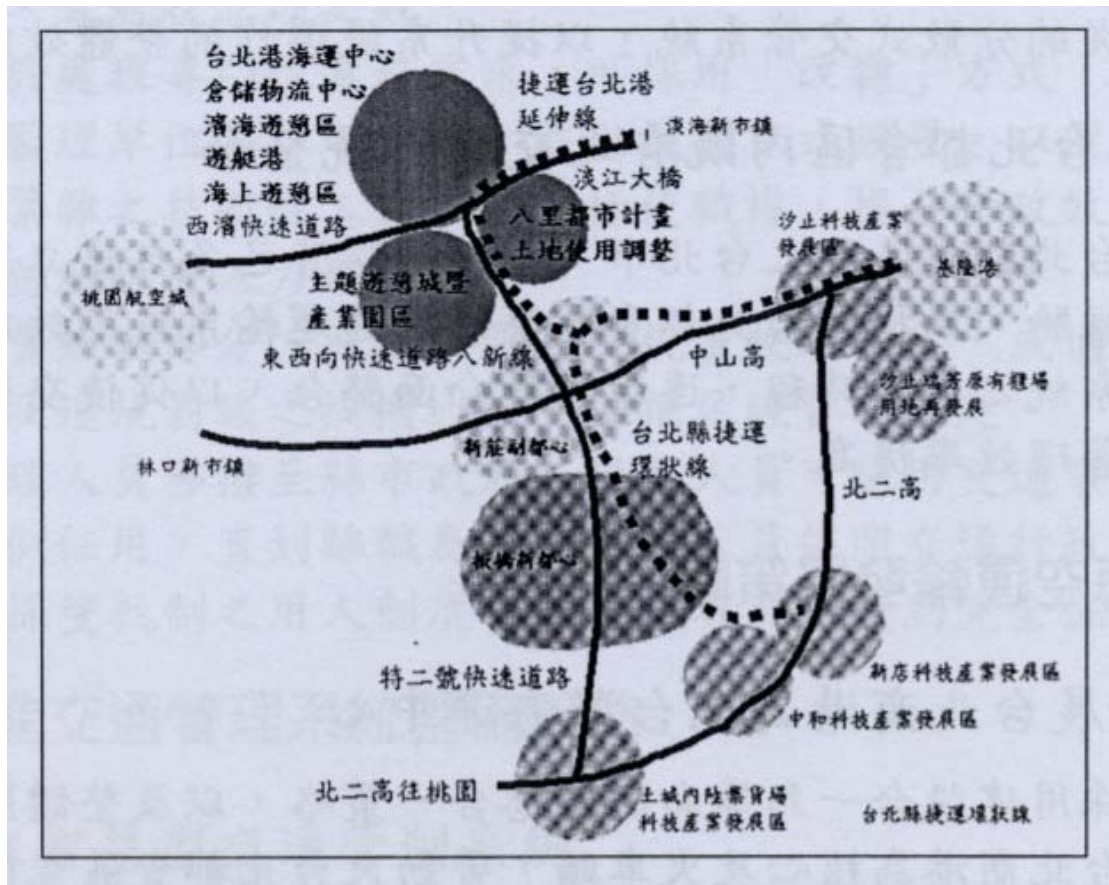 台北港海運中心
倉儲物流中心
濱海遊憩區
遊艇港
海上遊憩區
捷運台北港
延伸線
淡海新市鎮
淡江大橋
八里都市計畫
土地使用調整
西濱快速道路
汐止科技產業
發展區
基隆港
桃園航空城
主題遊憩城暨
產業園區
東西向快速道路八新線
中山高
汐止瑞芳原有礦場
用地再發展
林口新市鎮
新莊副都心
台北縣捷運
環狀線
北二高
板橋新都心
特二號快速道路
新店科技產業發展區
中和科技產業發展區
北二高往桃園
土城內陸集貨場
科技產業發展區
台北縣捷運環狀線